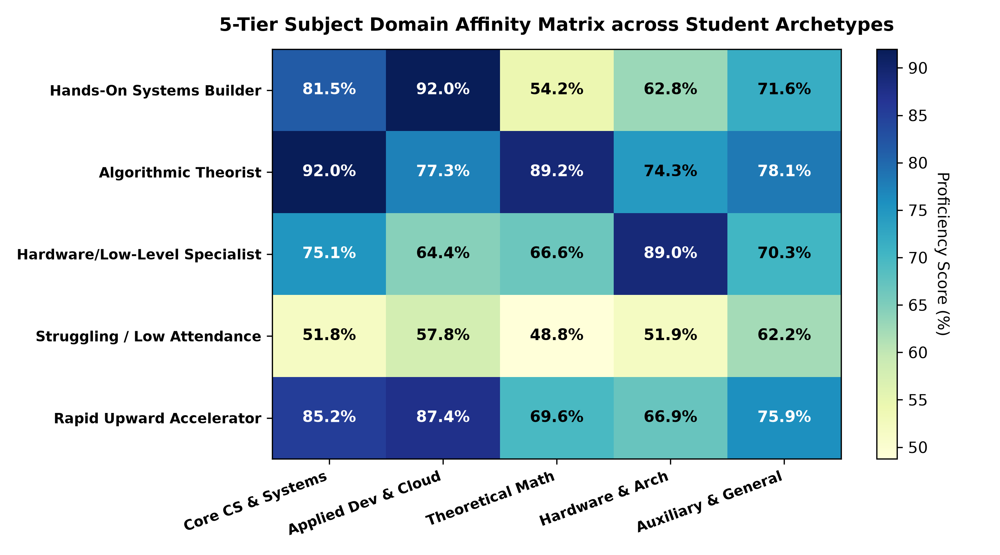 5-Tier Subject Domain Affinity Matrix across Student Archetypes
Hands-On Systems Builder 81.5% 92.0% 54.2% 62.8% 71.6%
Algorithmic Theorist 92.0% 77.3% 89.2% 74.3% 78.1%
Hardware/Low-Level Specialist 75.1% 64.4% 66.6% 89.0% 70.3%
Struggling / Low Attendance 51.8% 57.8% 48.8% 51.9% 62.2%
Rapid Upward Accelerator 85.2% 87.4% 69.6% 66.9% 75.9%
Core CS & Systems
Applied Dev & Cloud
Theoretical Math
Hardware & Arch
Auxiliary & General
90
85
80
75
70
65
60
55
50
Proficiency Score (%)